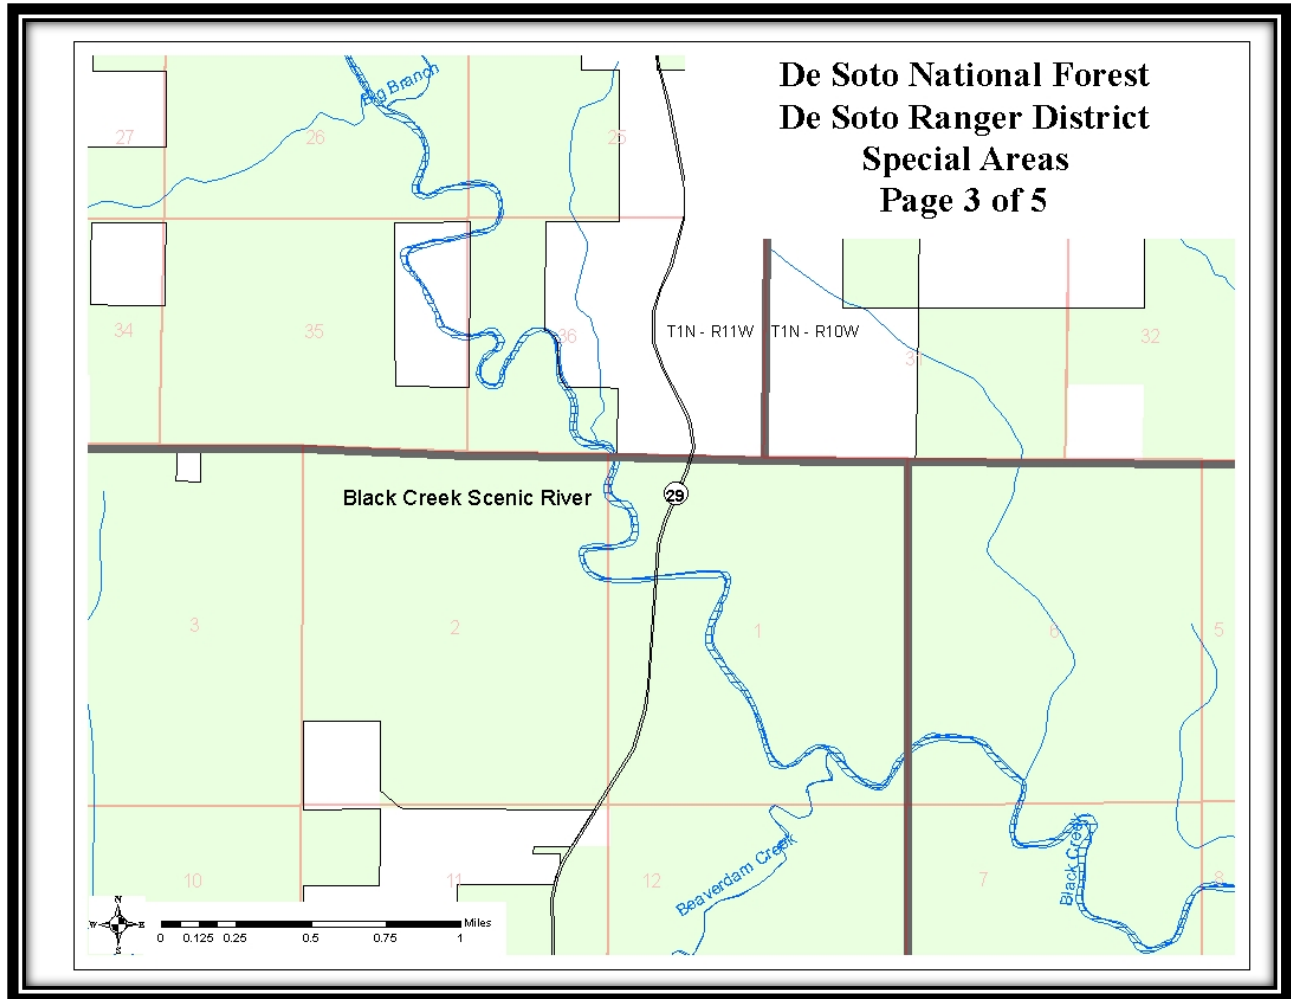 De Soto National Forest
De Soto Ranger District
Special Areas
Page 3 of 5
Big Branch
27
26
25
34
35
36
T1N - R11W
T1N - R10W
31
32
Black Creek Scenic River
29
3
2
1
6
5
10
11
12
7
8
Beaverdam Creek
Black Creek
N
W
E
S
0 0.125 0.25 0.5 0.75 1
Miles